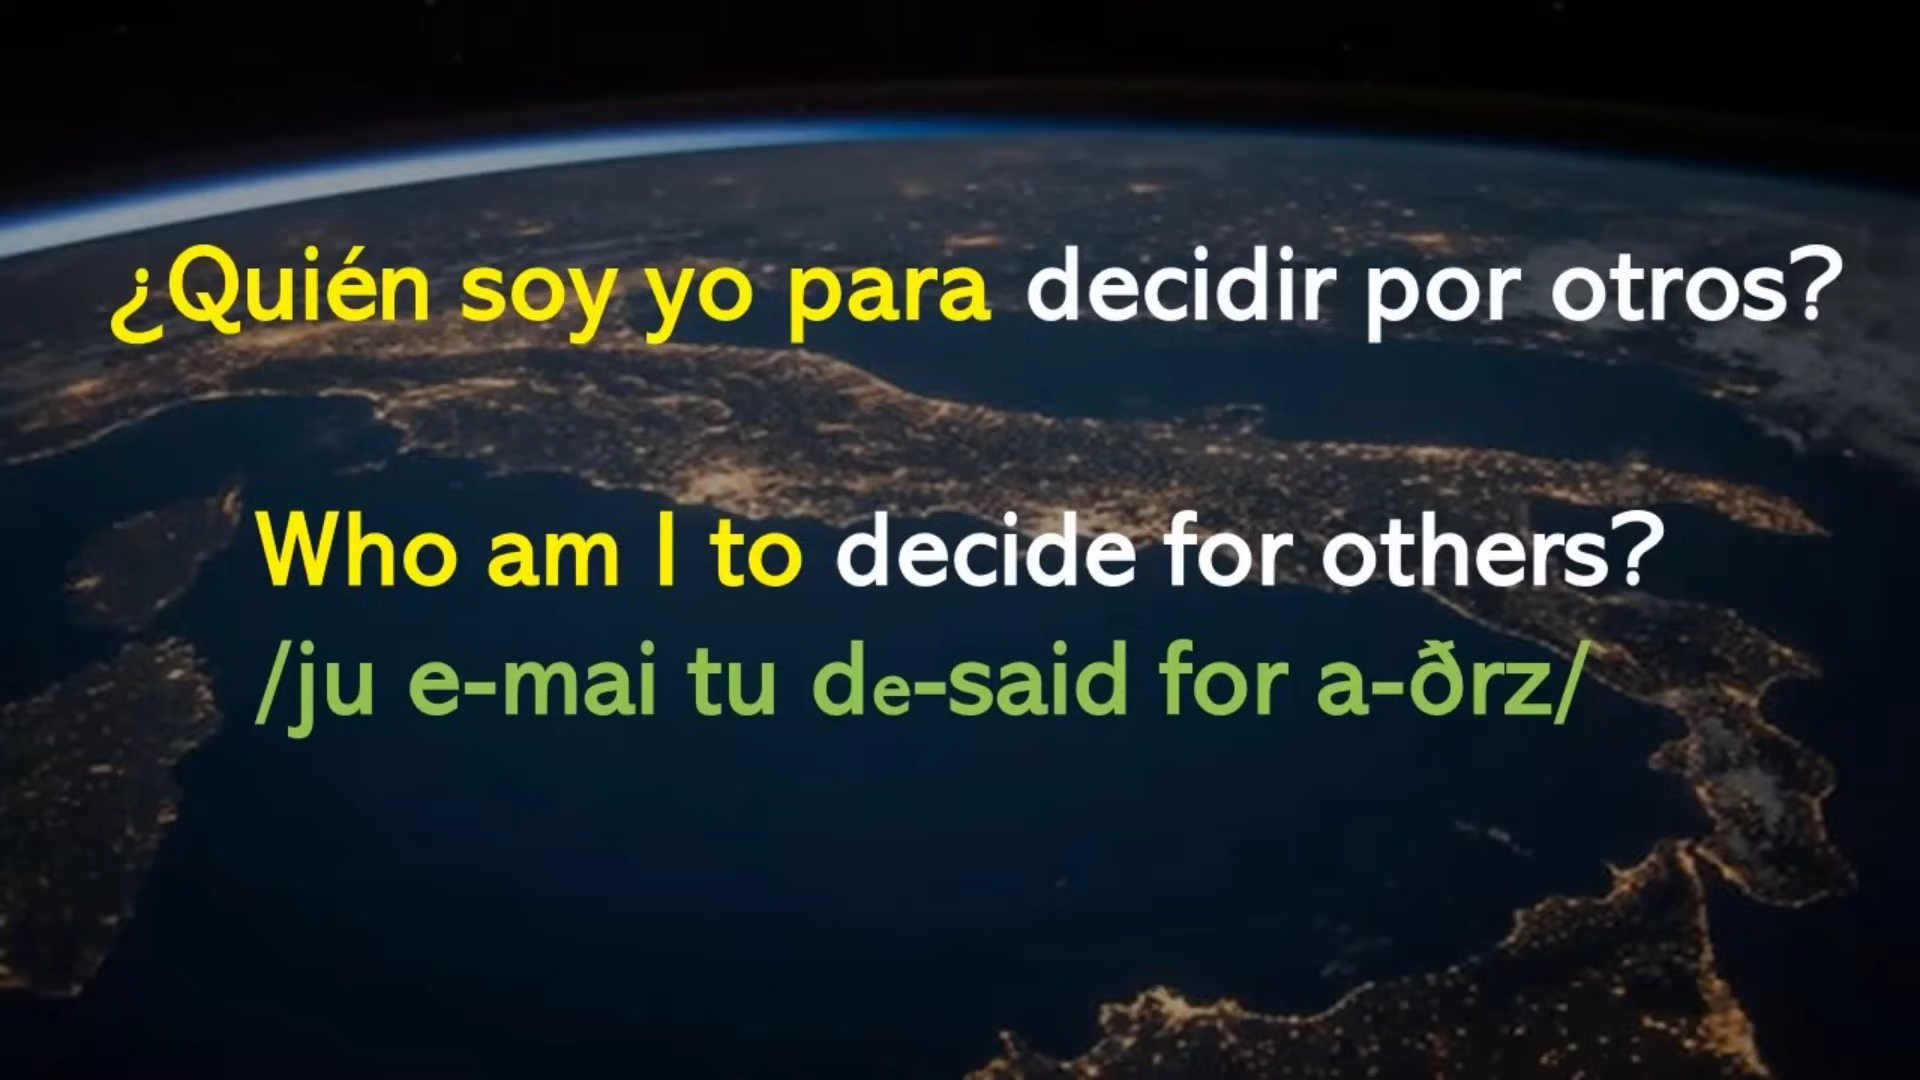 ¿Quién soy yo para decidir por otros?
Who am I to decide for others?
/ju e-mai tu de-said for a-ðrz/